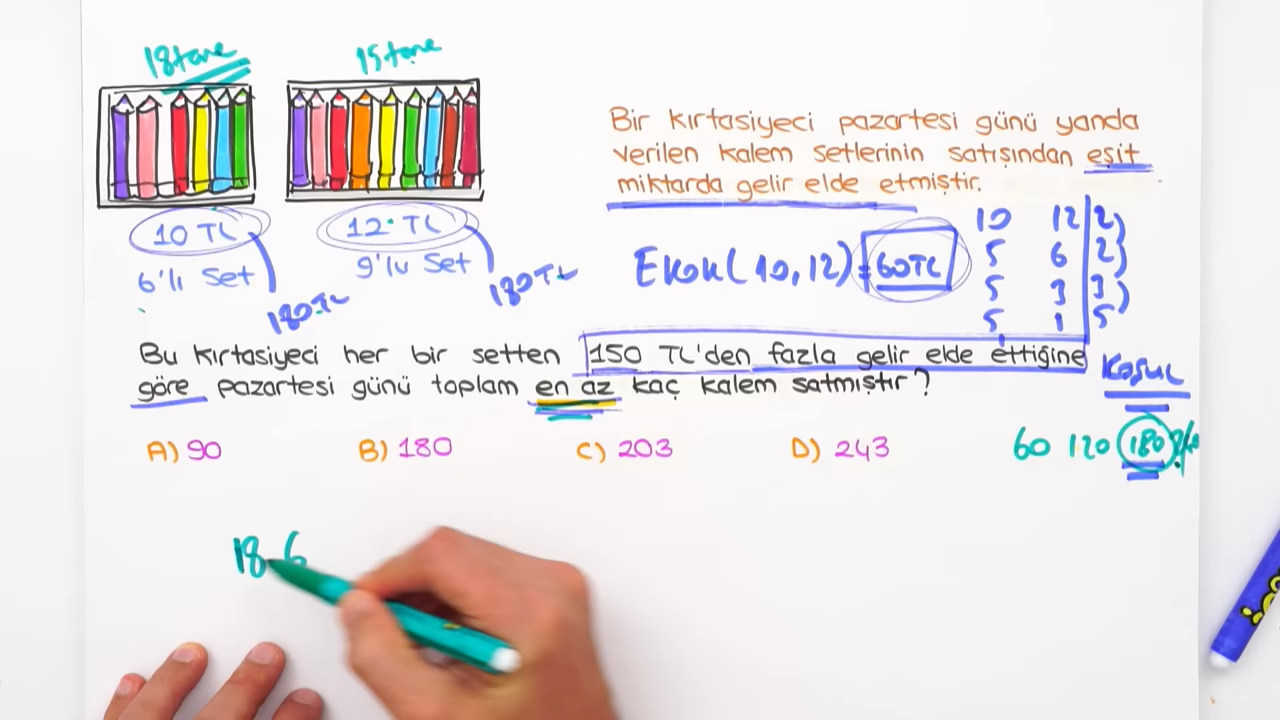 18 tane 15 tane
10 TL 12 TL
6'lı Set 9'lu Set
180 TL 180 TL
Bir kırtasiyeci pazartesi günü yanda
verilen kalem setlerinin satışından eşit
miktarda gelir elde etmiştir.
Ekok(10,12)=60TL
10 12 2
5 6 2
5 3 3
5 1 5
Bu kırtasiyeci her bir setten 150 TL'den fazla gelir elde ettiğine
göre pazartesi günü toplam en az kaç kalem satmıştır?
Koşul
A) 90 B) 180 C) 203 D) 243
60 120 180
18.6